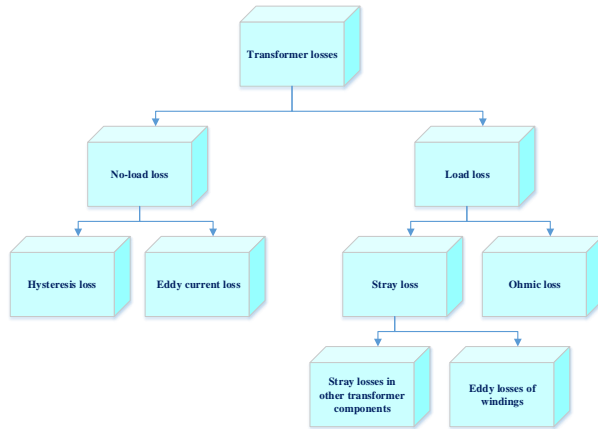 Transformer losses
No-load loss
Load loss
Hysteresis loss
Eddy current loss
Stray loss
Ohmic loss
Stray losses in
other transformer
components
Eddy losses of
windings